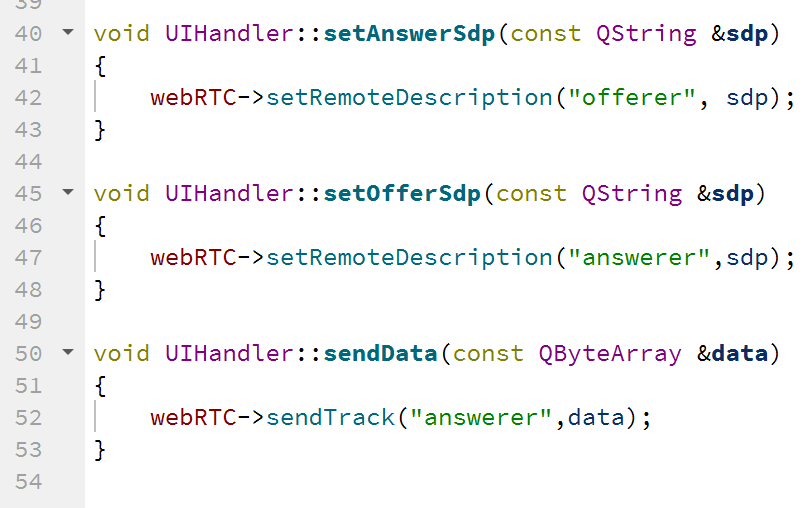 39
40 void UIHandler::setAnswerSdp(const QString &sdp)
41 {
42 webRTC->setRemoteDescription("offerer", sdp);
43 }
44
45 void UIHandler::setOfferSdp(const QString &sdp)
46 {
47 webRTC->setRemoteDescription("answerer",sdp);
48 }
49
50 void UIHandler::sendData(const QByteArray &data)
51 {
52 webRTC->sendTrack("answerer",data);
53 }
54